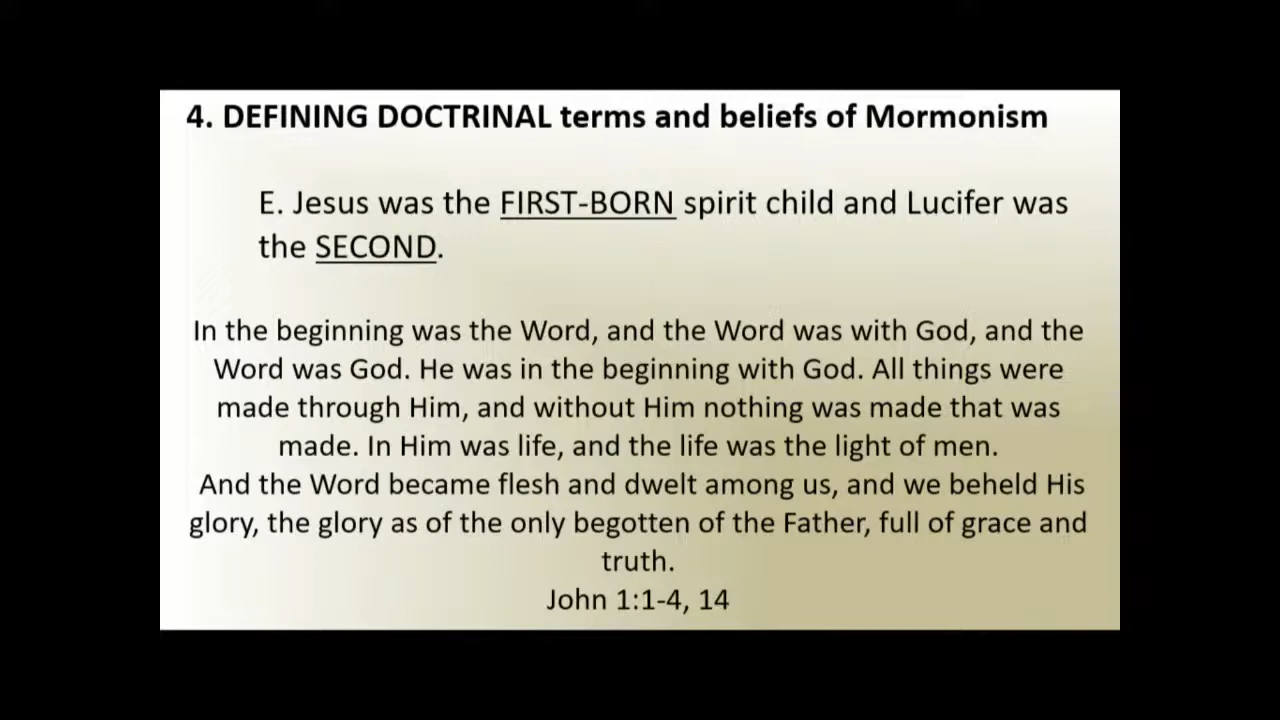 4. DEFINING DOCTRINAL terms and beliefs of Mormonism
E. Jesus was the FIRST-BORN spirit child and Lucifer was
the SECOND.
In the beginning was the Word, and the Word was with God, and the
Word was God. He was in the beginning with God. All things were
made through Him, and without Him nothing was made that was
made. In Him was life, and the life was the light of men.
And the Word became flesh and dwelt among us, and we beheld His
glory, the glory as of the only begotten of the Father, full of grace and
truth.
John 1:1-4, 14